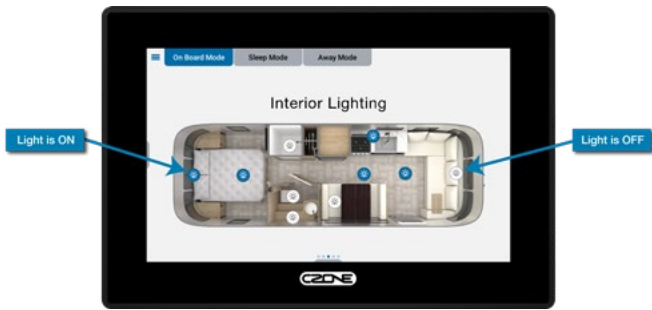 On Board Mode
Sleep Mode
Away Mode
Interior Lighting
Light is ON
Light is OFF
CZONE